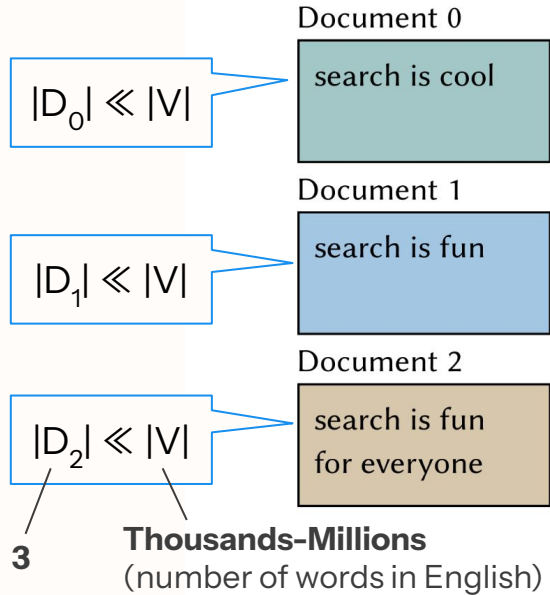 Document 0
|D₀| ≪ |V|
search is cool
Document 1
|D₁| ≪ |V|
search is fun
Document 2
|D₂| ≪ |V|
search is fun
for everyone
3
Thousands-Millions
(number of words in English)